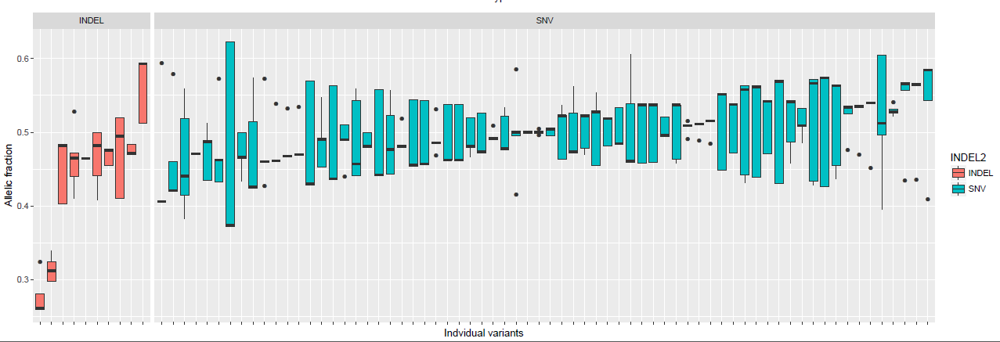 INDEL
SNV
0.6
0.5
0.4
0.3
Allelic fraction
Indvidual variants
INDEL2
INDEL
SNV